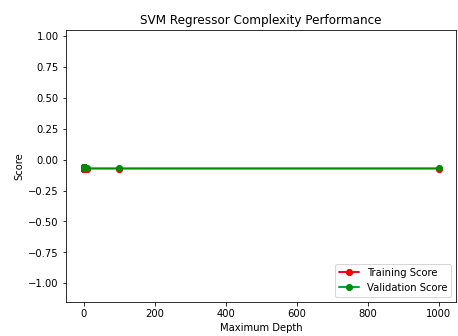 SVM Regressor Complexity Performance
1.00
0.75
0.50
0.25
0.00
−0.25
−0.50
−0.75
−1.00
Score
0 200 400 600 800 1000
Maximum Depth
Training Score
Validation Score